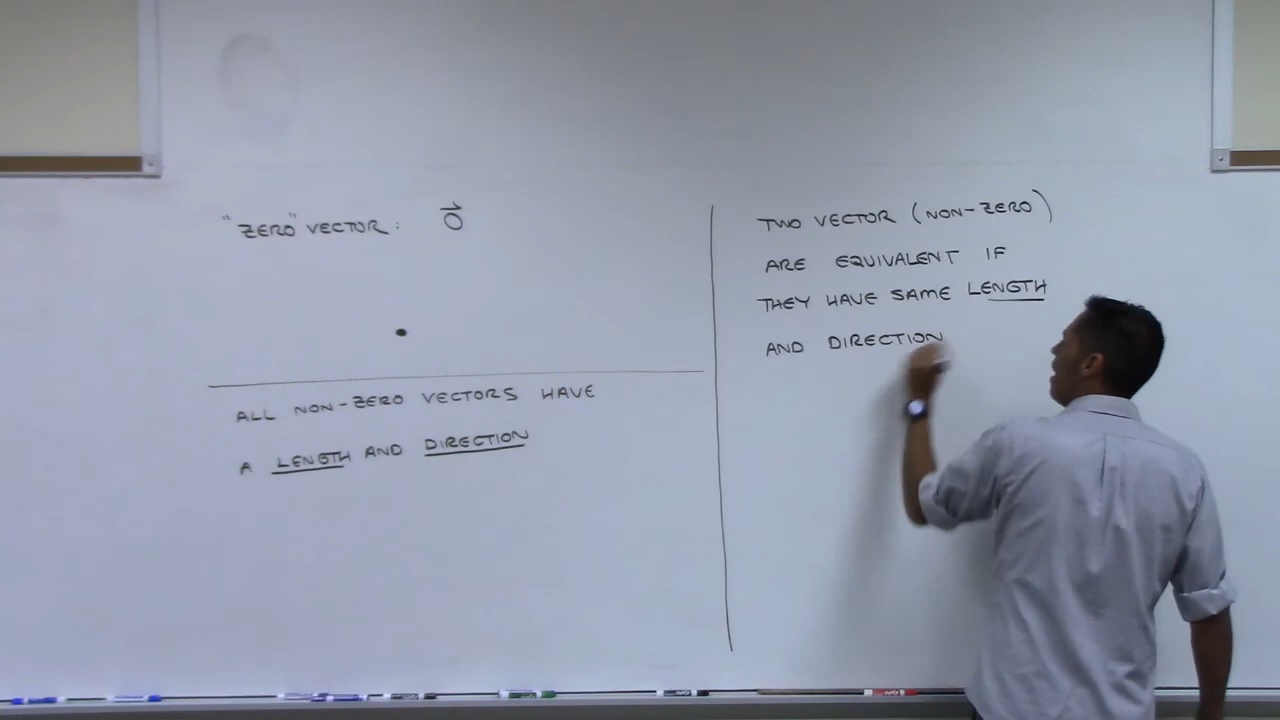 "ZERO" VECTOR: 0⃗
ALL NON-ZERO VECTORS HAVE
A LENGTH AND DIRECTION
TWO VECTOR (NON-ZERO)
ARE EQUIVALENT IF
THEY HAVE SAME LENGTH
AND DIRECTION